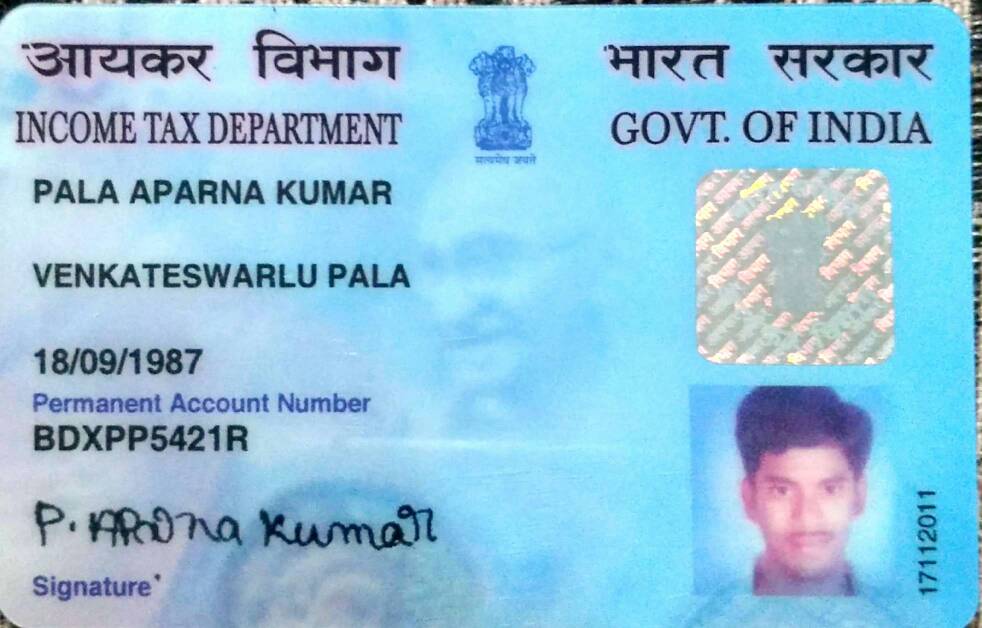 आयकर विभाग
INCOME TAX DEPARTMENT
सत्यमेव जयते
भारत सरकार
GOVT. OF INDIA
PALA APARNA KUMAR
VENKATESWARLU PALA
18/09/1987
Permanent Account Number
BDXPP5421R
P. Kumar
Signature
17112011